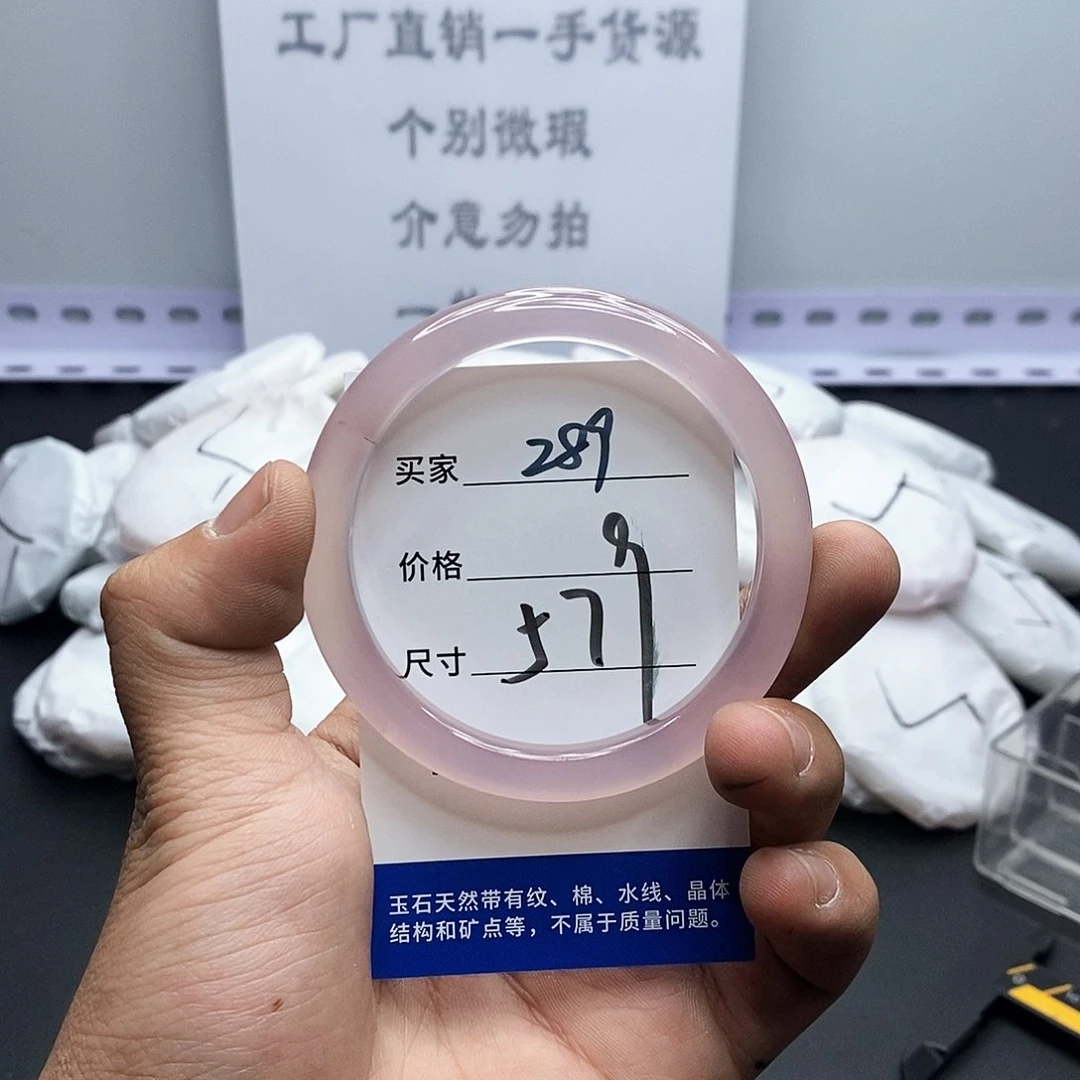 工厂直销一手货源
个别微瑕
介意勿拍
买家 289
价格
尺寸 57
玉石天然带有纹、棉、水线、晶体
结构和矿点等，不属于质量问题。